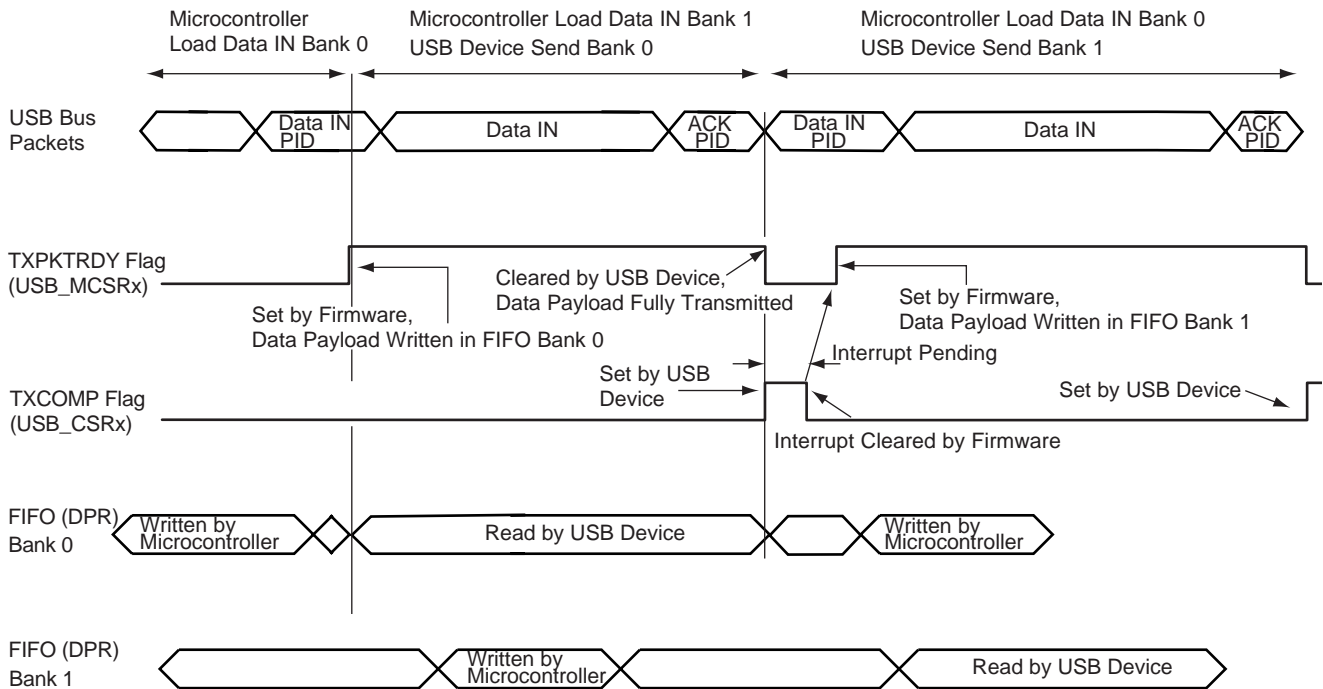 Microcontroller
Load Data IN Bank 0
Microcontroller Load Data IN Bank 1
USB Device Send Bank 0
Microcontroller Load Data IN Bank 0
USB Device Send Bank 1
USB Bus
Packets
Data IN
PID
Data IN
ACK
PID
Data IN
PID
Data IN
ACK
PID
TXPKTRDY Flag
(USB_MCSRx)
Set by Firmware,
Data Payload Written in FIFO Bank 0
Cleared by USB Device,
Data Payload Fully Transmitted
Set by Firmware,
Data Payload Written in FIFO Bank 1
Interrupt Pending
TXCOMP Flag
(USB_CSRx)
Set by USB
Device
Set by USB Device
Interrupt Cleared by Firmware
FIFO (DPR)
Bank 0
Written by
Microcontroller
Read by USB Device
Written by
Microcontroller
FIFO (DPR)
Bank 1
Written by
Microcontroller
Read by USB Device